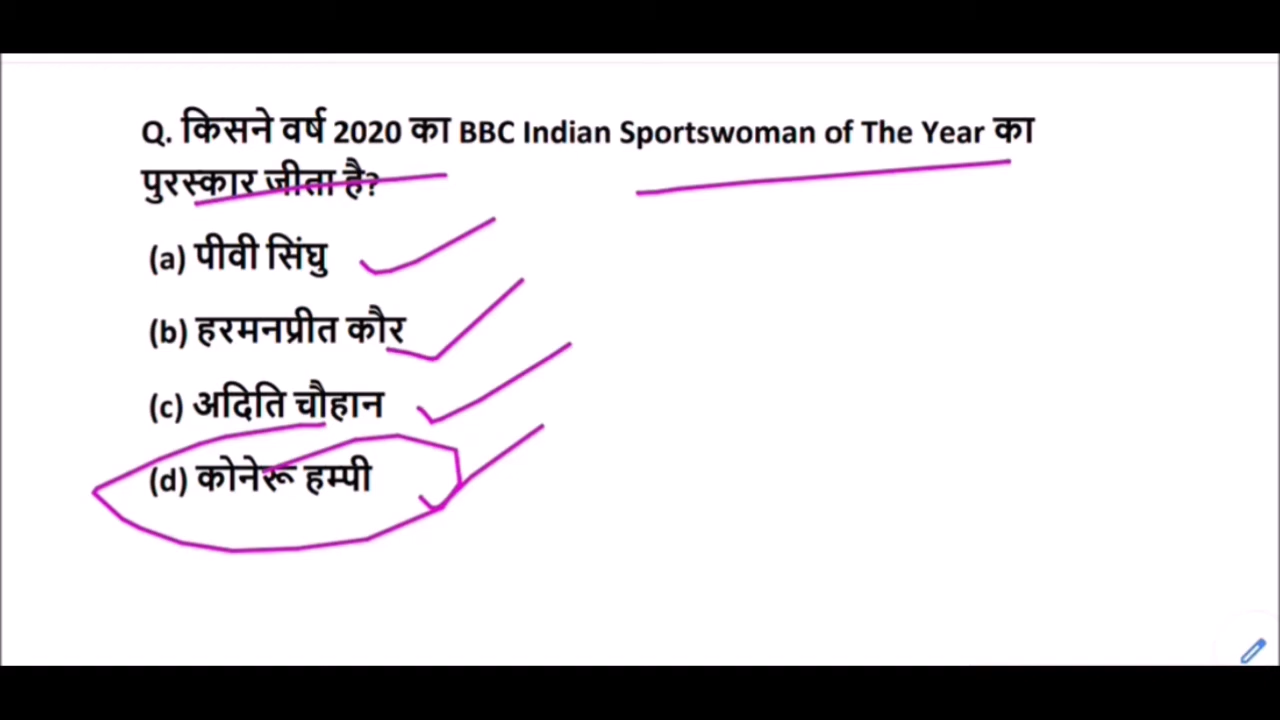 Q. किसने वर्ष 2020 का BBC Indian Sportswoman of The Year का
पुरस्कार जीता है?
(a) पीवी सिंघु
(b) हरमनप्रीत कौर
(c) अदिति चौहान
(d) कोनेरू हम्पी